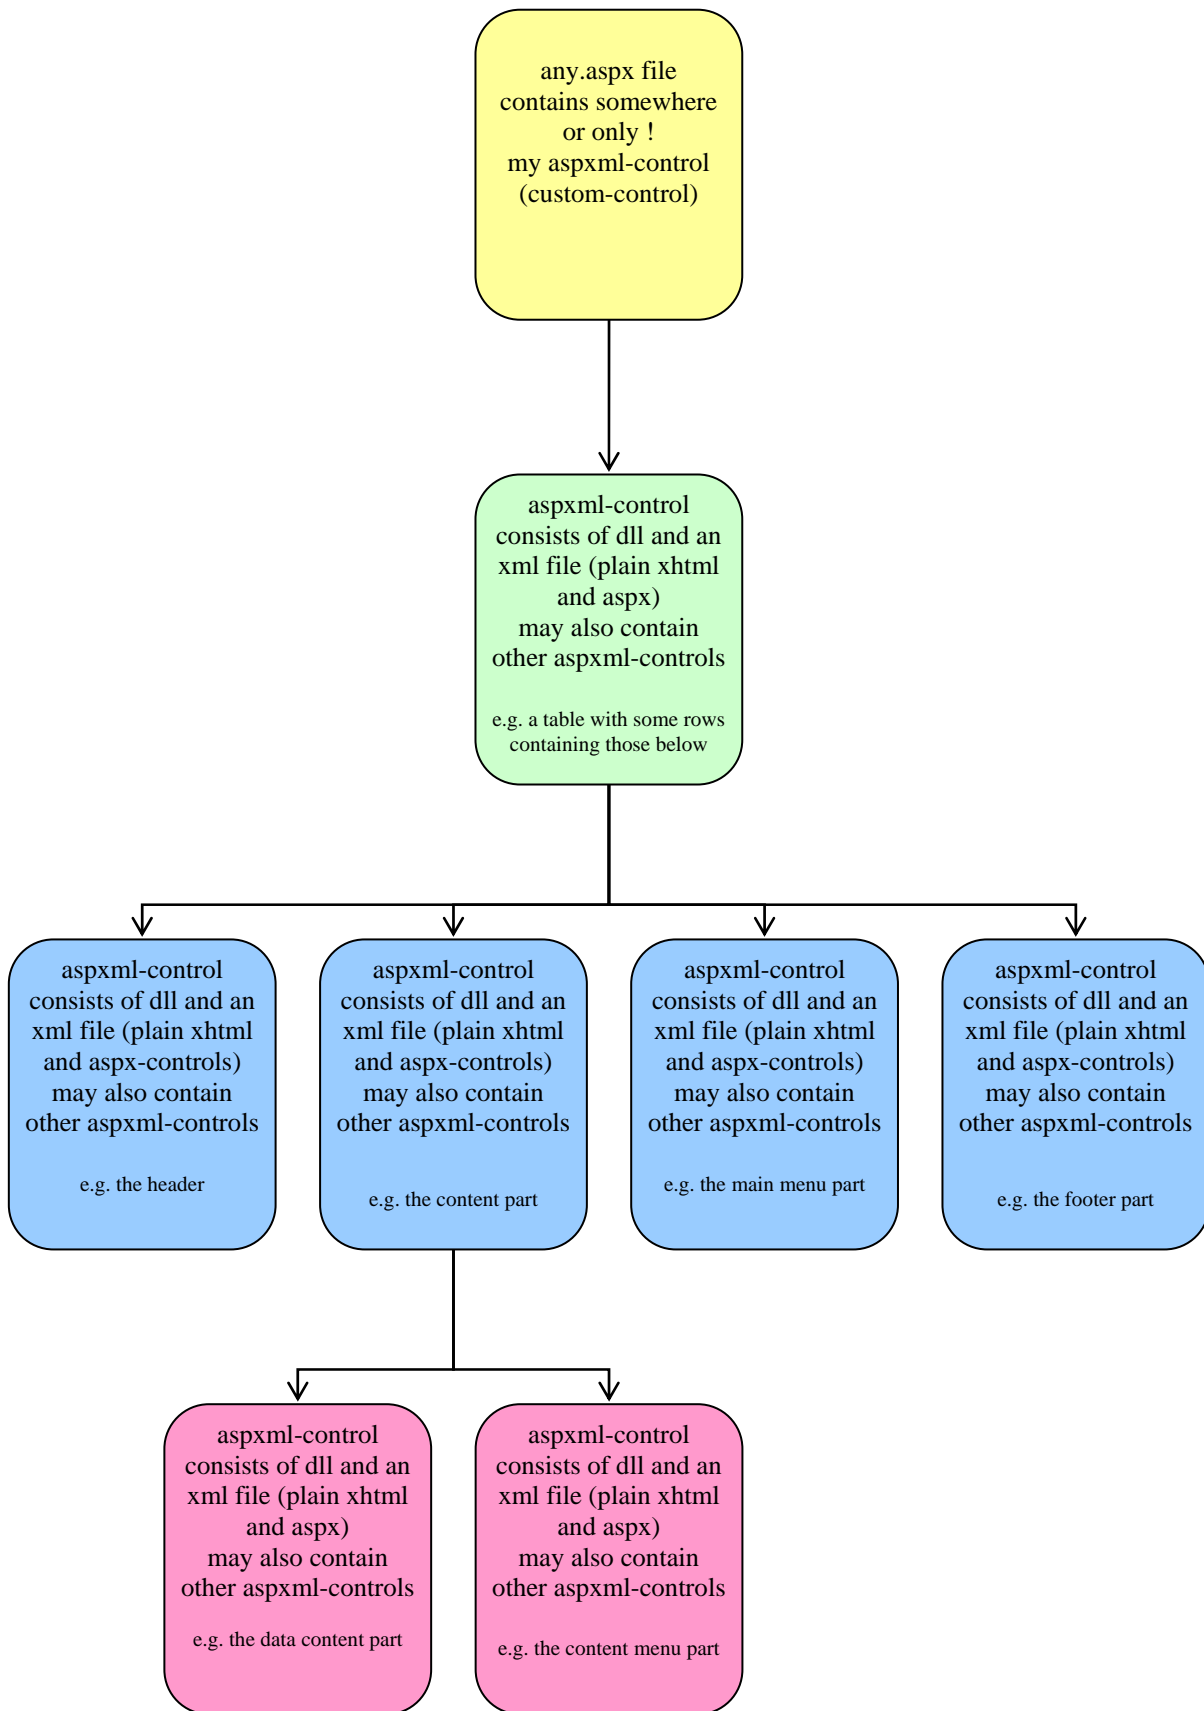 any.aspx file
contains somewhere
or only !
my aspxml-control
(custom-control)
aspxml-control
consists of dll and an
xml file (plain xhtml
and aspx)
may also contain
other aspxml-controls
e.g. a table with some rows
containing those below
aspxml-control
consists of dll and an
xml file (plain xhtml
and aspx-controls)
may also contain
other aspxml-controls
e.g. the header
aspxml-control
consists of dll and an
xml file (plain xhtml
and aspx-controls)
may also contain
other aspxml-controls
e.g. the content part
aspxml-control
consists of dll and an
xml file (plain xhtml
and aspx-controls)
may also contain
other aspxml-controls
e.g. the main menu part
aspxml-control
consists of dll and an
xml file (plain xhtml
and aspx-controls)
may also contain
other aspxml-controls
e.g. the footer part
aspxml-control
consists of dll and an
xml file (plain xhtml
and aspx)
may also contain
other aspxml-controls
e.g. the data content part
aspxml-control
consists of dll and an
xml file (plain xhtml
and aspx)
may also contain
other aspxml-controls
e.g. the content menu part